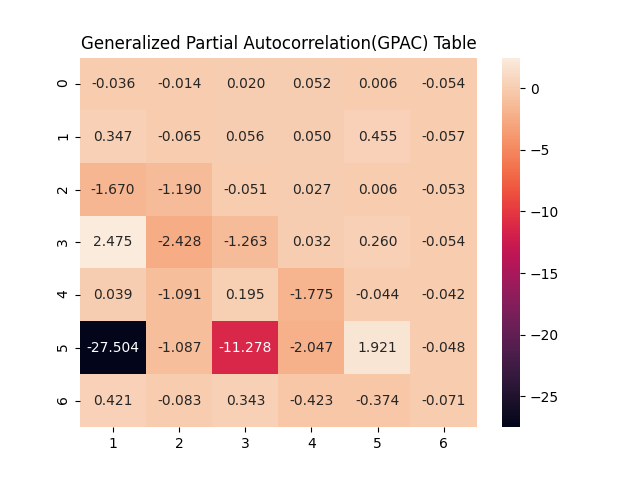 Generalized Partial Autocorrelation(GPAC) Table
0 -0.036 -0.014 0.020 0.052 0.006 -0.054
1 0.347 -0.065 0.056 0.050 0.455 -0.057
2 -1.670 -1.190 -0.051 0.027 0.006 -0.053
3 2.475 -2.428 -1.263 0.032 0.260 -0.054
4 0.039 -1.091 0.195 -1.775 -0.044 -0.042
5 -27.504 -1.087 -11.278 -2.047 1.921 -0.048
6 0.421 -0.083 0.343 -0.423 -0.374 -0.071
1 2 3 4 5 6
0
−5
−10
−15
−20
−25